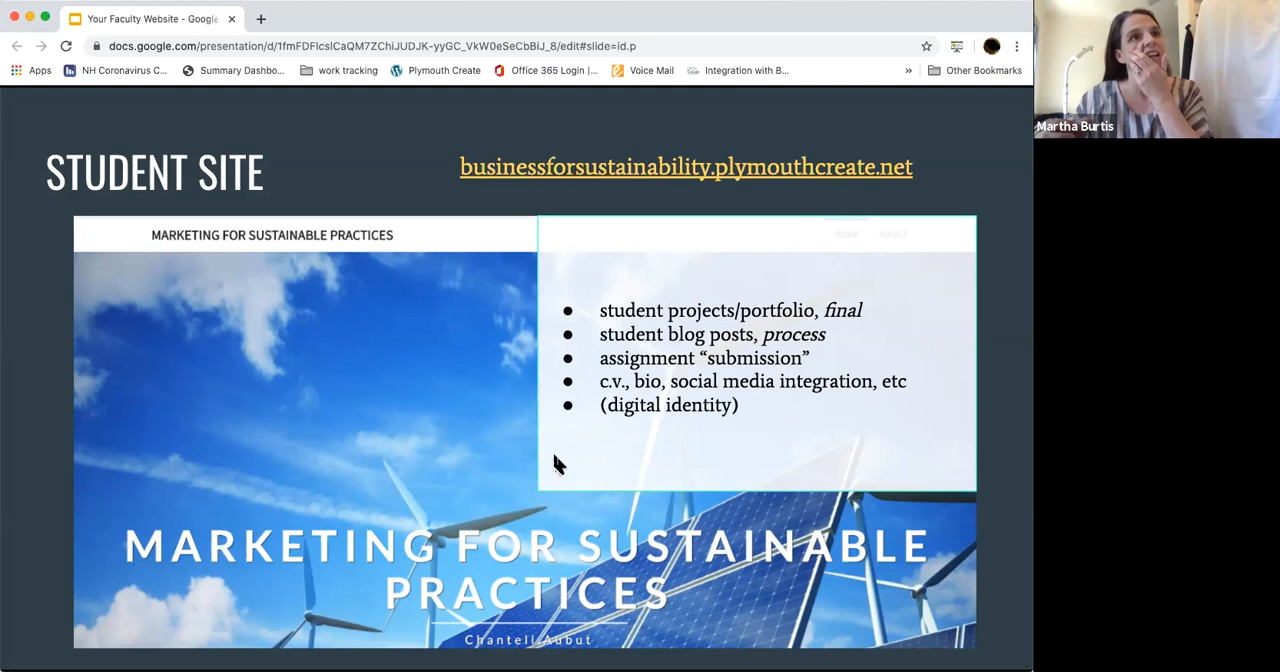 Your Faculty Website - Google
docs.google.com/presentation/d/1fmFDFlcslCaQM7ZChiJUDJK-yyGC_VkW0eSeCbBiJ_8/edit#slide=id.p
Apps
NH Coronavirus C...
Summary Dashbo...
work tracking
Plymouth Create
Office 365 Login |...
Voice Mail
Integration with B...
»
Other Bookmarks
Martha Burtis
STUDENT SITE
businessforsustainability.plymouthcreate.net
MARKETING FOR SUSTAINABLE PRACTICES
HOME ABOUT
● student projects/portfolio, final
● student blog posts, process
● assignment “submission”
● c.v., bio, social media integration, etc
● (digital identity)
MARKETING FOR SUSTAINABLE
PRACTICES
Chantell Aubut